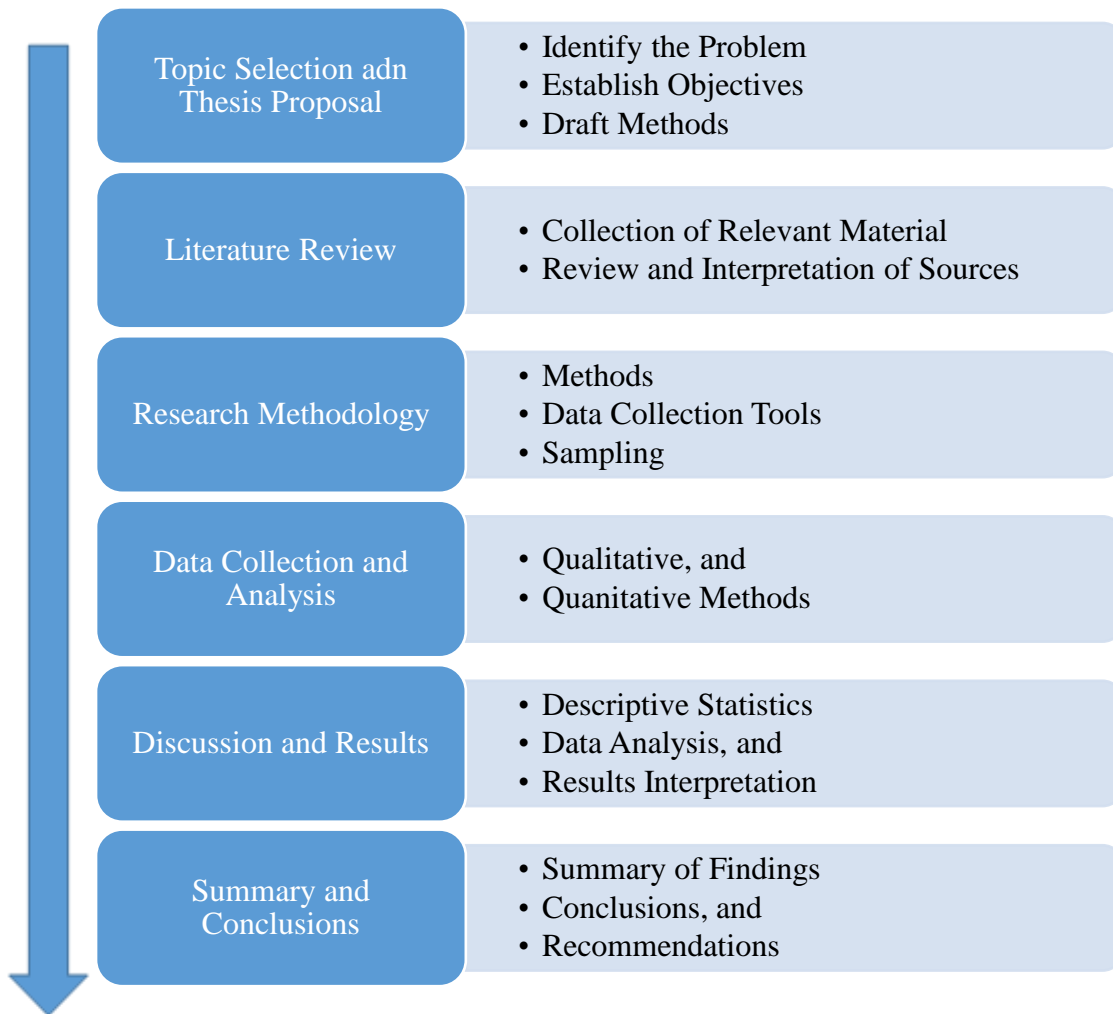 Topic Selection adn
Thesis Proposal
• Identify the Problem
• Establish Objectives
• Draft Methods
Literature Review
• Collection of Relevant Material
• Review and Interpretation of Sources
Research Methodology
• Methods
• Data Collection Tools
• Sampling
Data Collection and
Analysis
• Qualitative, and
• Quanitative Methods
Discussion and Results
• Descriptive Statistics
• Data Analysis, and
• Results Interpretation
Summary and
Conclusions
• Summary of Findings
• Conclusions, and
• Recommendations